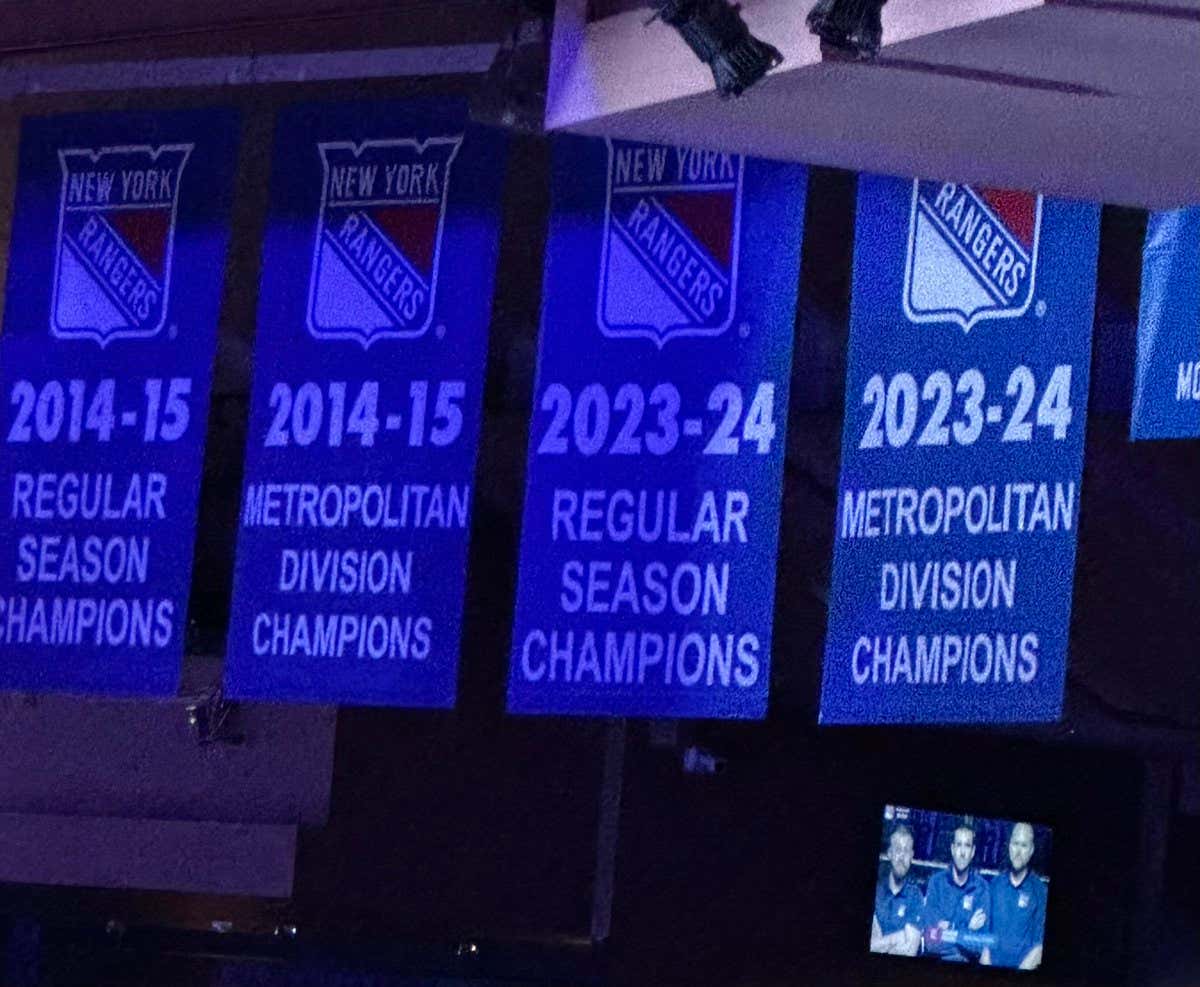 NEW YORK
RANGERS
2014-15
REGULAR
SEASON
CHAMPIONS
NEW YORK
RANGERS
2014-15
METROPOLITAN
DIVISION
CHAMPIONS
NEW YORK
RANGERS
2023-24
REGULAR
SEASON
CHAMPIONS
RANGERS
2023-24
METROPOLITAN
DIVISION
CHAMPIONS
MO